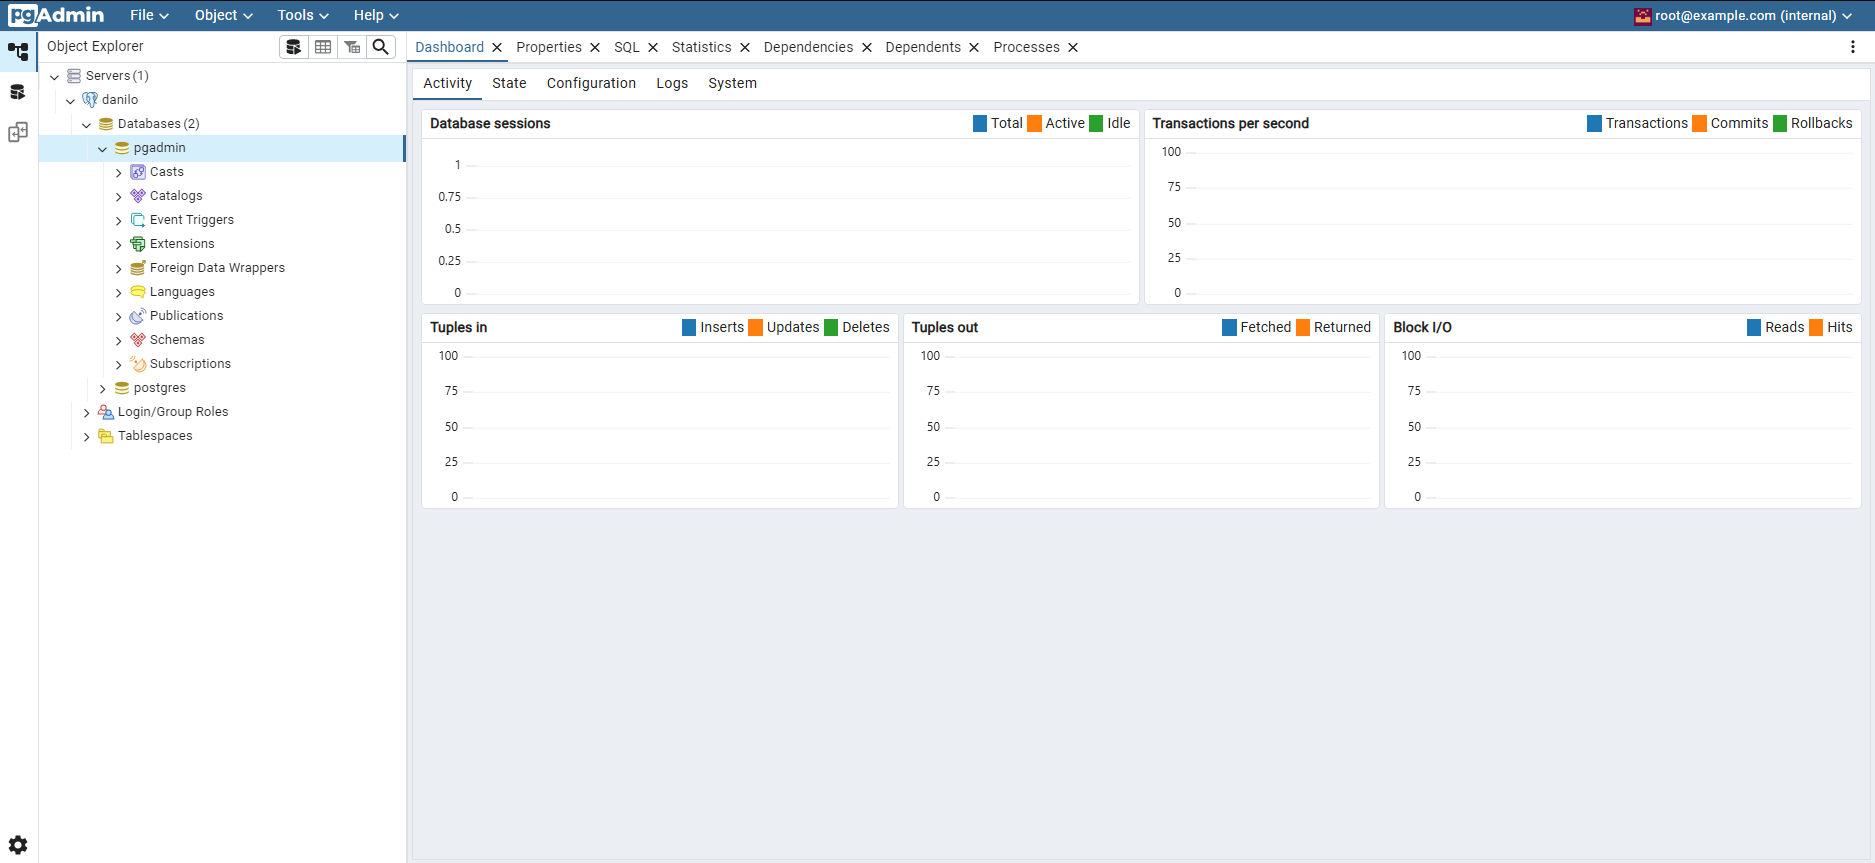 pgAdmin File Object Tools Help root@example.com (internal)
Object Explorer
Servers (1)
danilo
Databases (2)
pgadmin
Casts
Catalogs
Event Triggers
Extensions
Foreign Data Wrappers
Languages
Publications
Schemas
Subscriptions
postgres
Login/Group Roles
Tablespaces
Dashboard Properties SQL Statistics Dependencies Dependents Processes
Activity State Configuration Logs System
Database sessions Total Active Idle
1
0.75
0.5
0.25
0
Transactions per second Transactions Commits Rollbacks
100
75
50
25
0
Tuples in Inserts Updates Deletes
100
75
50
25
0
Tuples out Fetched Returned
100
75
50
25
0
Block I/O Reads Hits
100
75
50
25
0